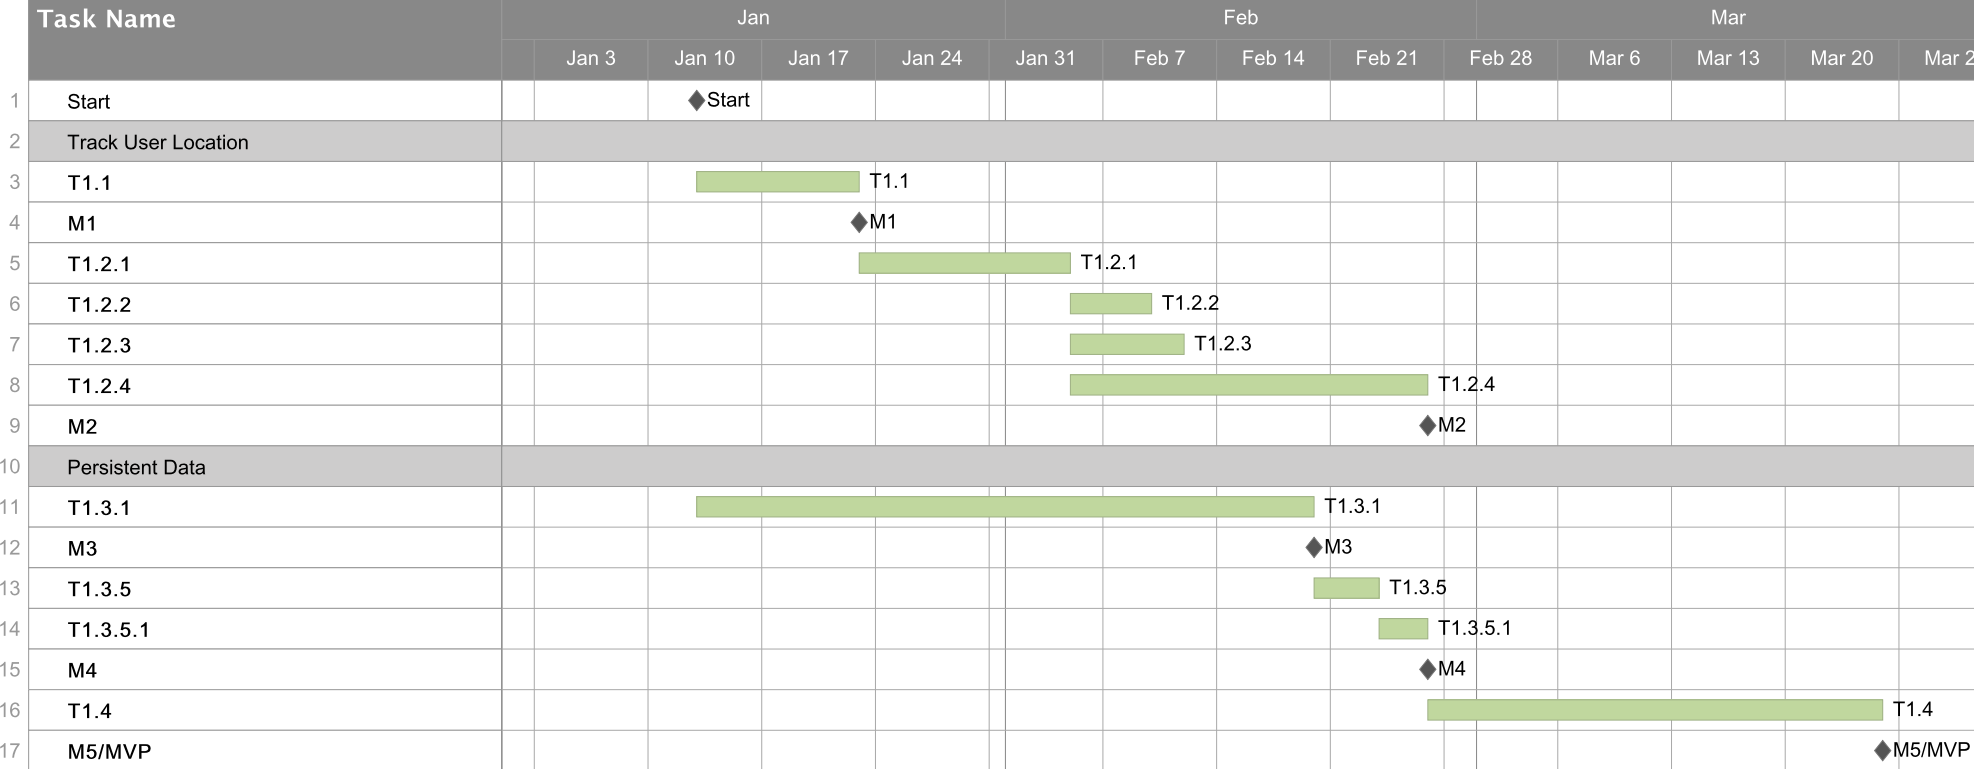 Task Name
Jan Feb Mar
Jan 3 Jan 10 Jan 17 Jan 24 Jan 31 Feb 7 Feb 14 Feb 21 Feb 28 Mar 6 Mar 13 Mar 20 Mar 2
1 Start Start
2 Track User Location
3 T1.1 T1.1
4 M1 M1
5 T1.2.1 T1.2.1
6 T1.2.2 T1.2.2
7 T1.2.3 T1.2.3
8 T1.2.4 T1.2.4
9 M2 M2
10 Persistent Data
11 T1.3.1 T1.3.1
12 M3 M3
13 T1.3.5 T1.3.5
14 T1.3.5.1 T1.3.5.1
15 M4 M4
16 T1.4 T1.4
17 M5/MVP M5/MVP